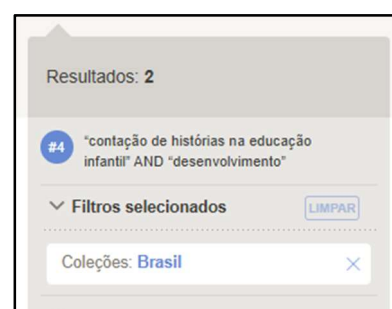 Resultados: 2
#4
“contação de histórias na educação
infantil” AND “desenvolvimento”
Filtros selecionados
LIMPAR
Coleções: Brasil